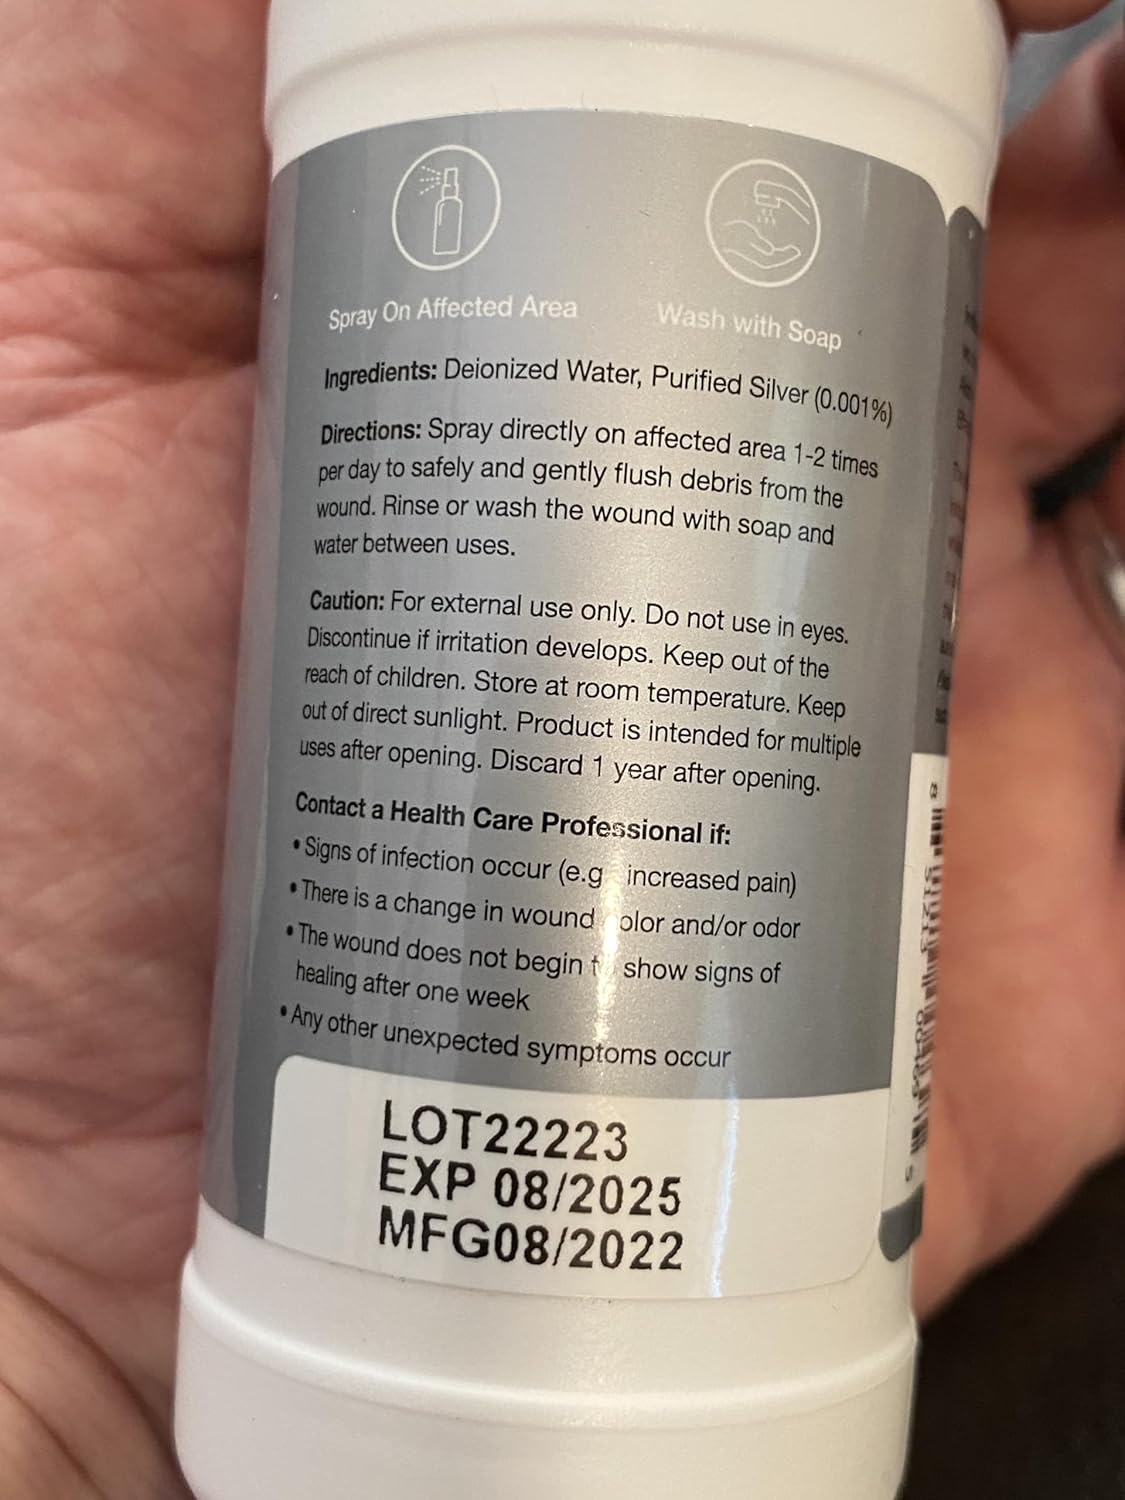 Spray On Affected Area
Wash with Soap
Ingredients: Deionized Water, Purified Silver (0.001%)
Directions: Spray directly on affected area 1-2 times
per day to safely and gently flush debris from the
wound. Rinse or wash the wound with soap and
water between uses.
Caution: For external use only. Do not use in eyes.
Discontinue if irritation develops. Keep out of the
reach of children. Store at room temperature. Keep
out of direct sunlight. Product is intended for multiple
uses after opening. Discard 1 year after opening.
Contact a Health Care Professional if:
• Signs of infection occur (e.g increased pain)
• There is a change in wound olor and/or odor
• The wound does not begin t show signs of
healing after one week
• Any other unexpected symptoms occur
LOT22223
EXP 08/2025
MFG08/2022